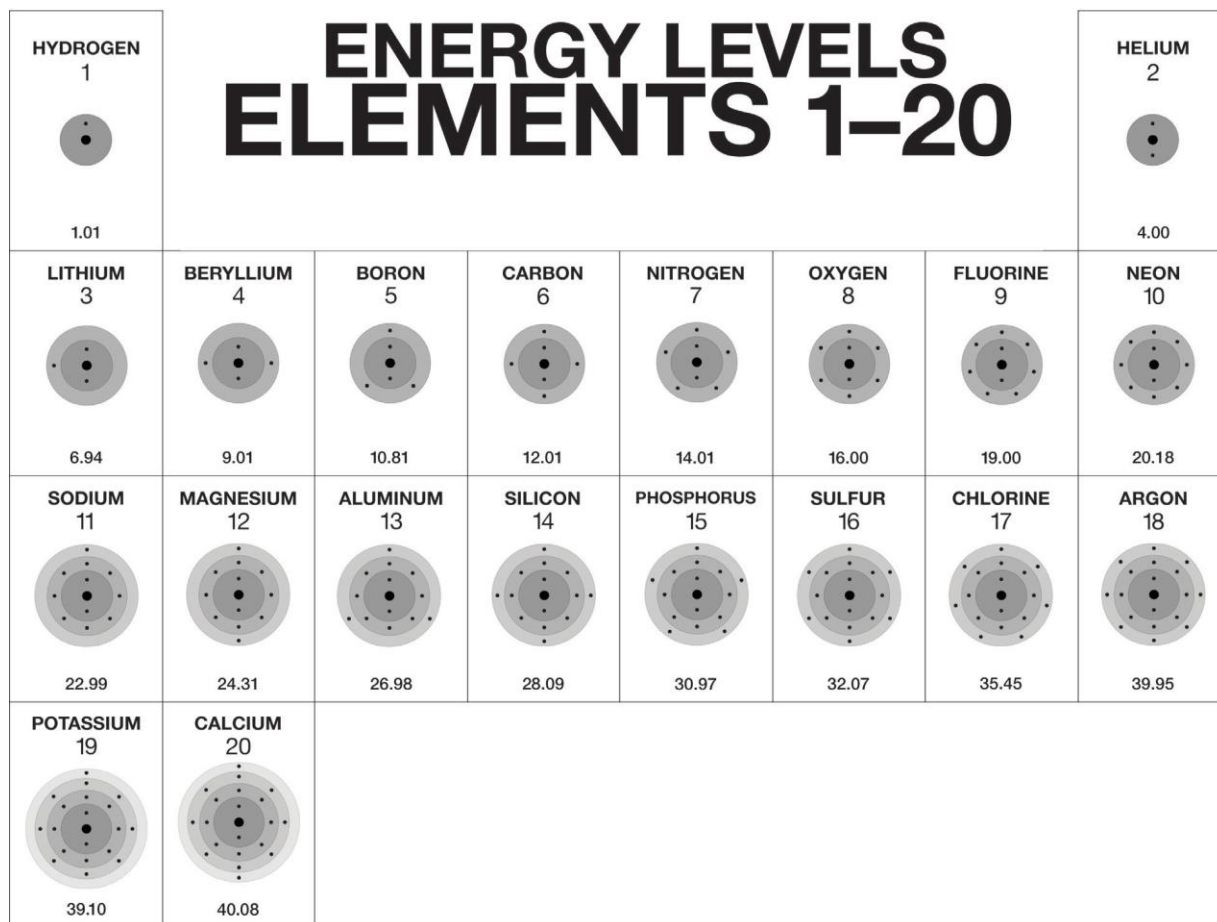 ENERGY LEVELS
ELEMENTS 1–20
HYDROGEN
1
1.01
HELIUM
2
4.00
LITHIUM
3
6.94
BERYLLIUM
4
9.01
BORON
5
10.81
CARBON
6
12.01
NITROGEN
7
14.01
OXYGEN
8
16.00
FLUORINE
9
19.00
NEON
10
20.18
SODIUM
11
22.99
MAGNESIUM
12
24.31
ALUMINUM
13
26.98
SILICON
14
28.09
PHOSPHORUS
15
30.97
SULFUR
16
32.07
CHLORINE
17
35.45
ARGON
18
39.95
POTASSIUM
19
39.10
CALCIUM
20
40.08